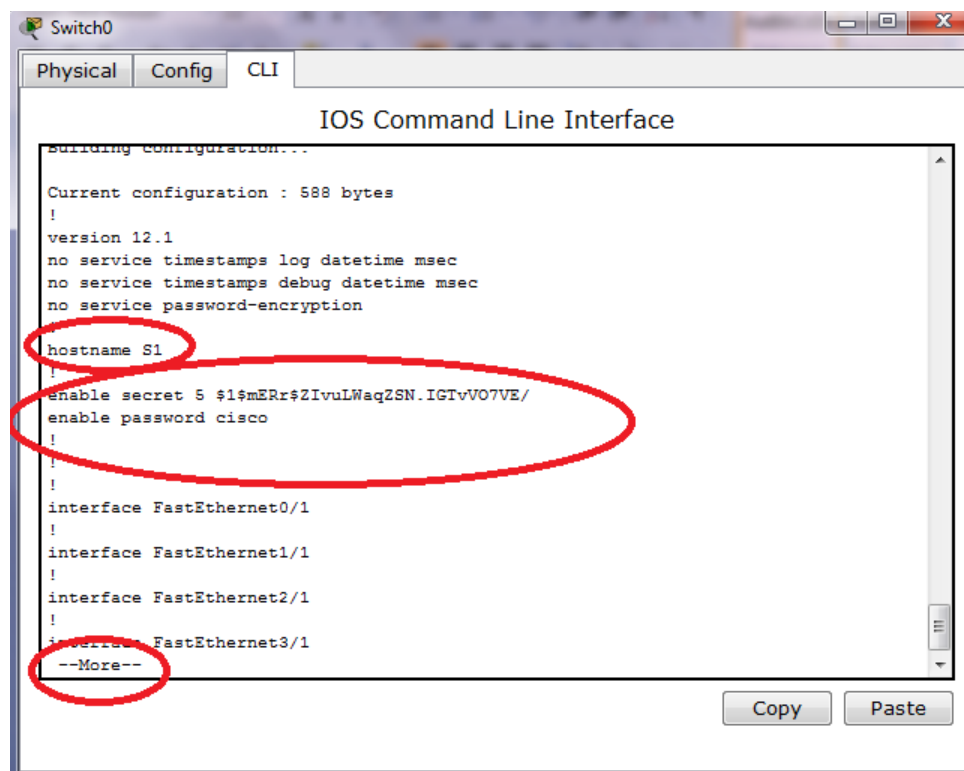 Switch0
Physical Config CLI
IOS Command Line Interface
Building configuration...
Current configuration : 588 bytes
!
version 12.1
no service timestamps log datetime msec
no service timestamps debug datetime msec
no service password-encryption
!
hostname S1
!
enable secret 5 $1$mERr$ZIvuLWaqZSN.IGTvVO7VE/
enable password cisco
!
!
!
interface FastEthernet0/1
!
interface FastEthernet1/1
!
interface FastEthernet2/1
!
interface FastEthernet3/1
--More--
Copy Paste